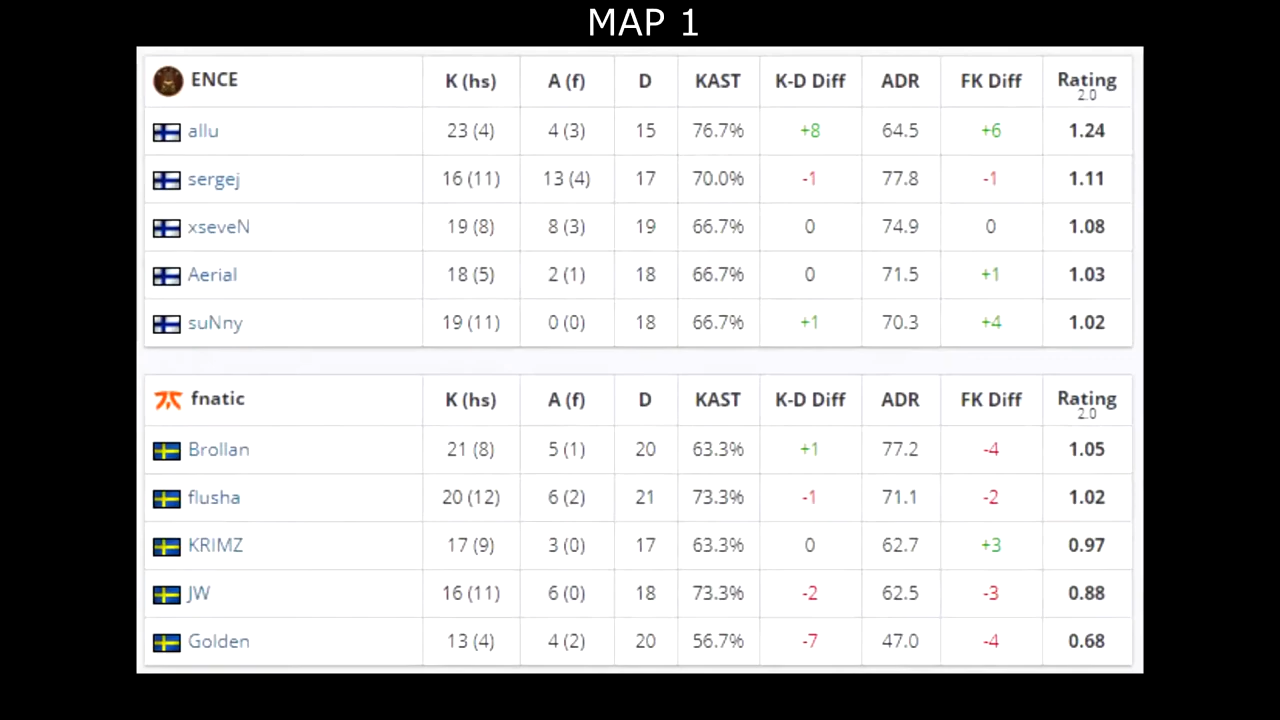 MAP 1
ENCE K (hs) A (f) D KAST K-D Diff ADR FK Diff Rating 2.0
allu 23 (4) 4 (3) 15 76.7% +8 64.5 +6 1.24
sergej 16 (11) 13 (4) 17 70.0% -1 77.8 -1 1.11
xseveN 19 (8) 8 (3) 19 66.7% 0 74.9 0 1.08
Aerial 18 (5) 2 (1) 18 66.7% 0 71.5 +1 1.03
suNny 19 (11) 0 (0) 18 66.7% +1 70.3 +4 1.02
fnatic K (hs) A (f) D KAST K-D Diff ADR FK Diff Rating 2.0
Brollan 21 (8) 5 (1) 20 63.3% +1 77.2 -4 1.05
flusha 20 (12) 6 (2) 21 73.3% -1 71.1 -2 1.02
KRIMZ 17 (9) 3 (0) 17 63.3% 0 62.7 +3 0.97
JW 16 (11) 6 (0) 18 73.3% -2 62.5 -3 0.88
Golden 13 (4) 4 (2) 20 56.7% -7 47.0 -4 0.68